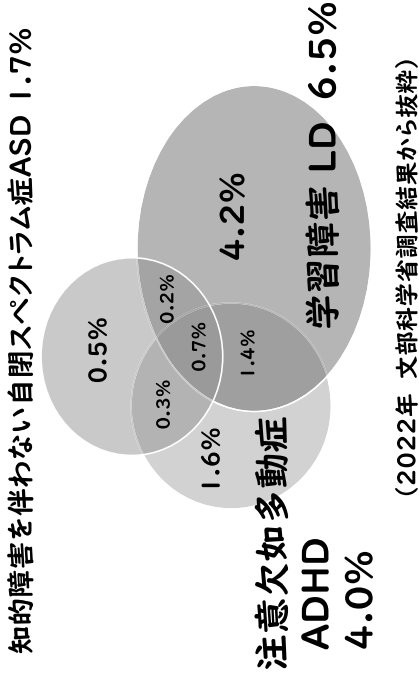 知的障害を伴わない自閉スペクトラム症ASD 1.7%
0.5%
0.3%
0.7%
0.2%
1.6%
1.4%
4.2%
注意欠如多動症
ADHD
4.0%
学習障害 LD 6.5%
(2022年 文部科学省調査結果から抜粋)